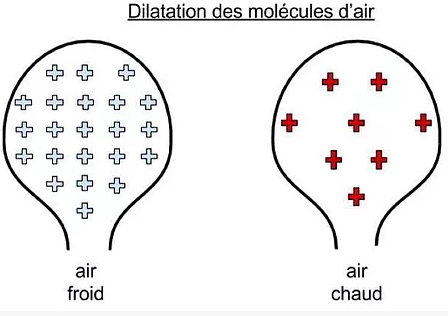 Dilatation des molécules d'air
air
froid
air
chaud